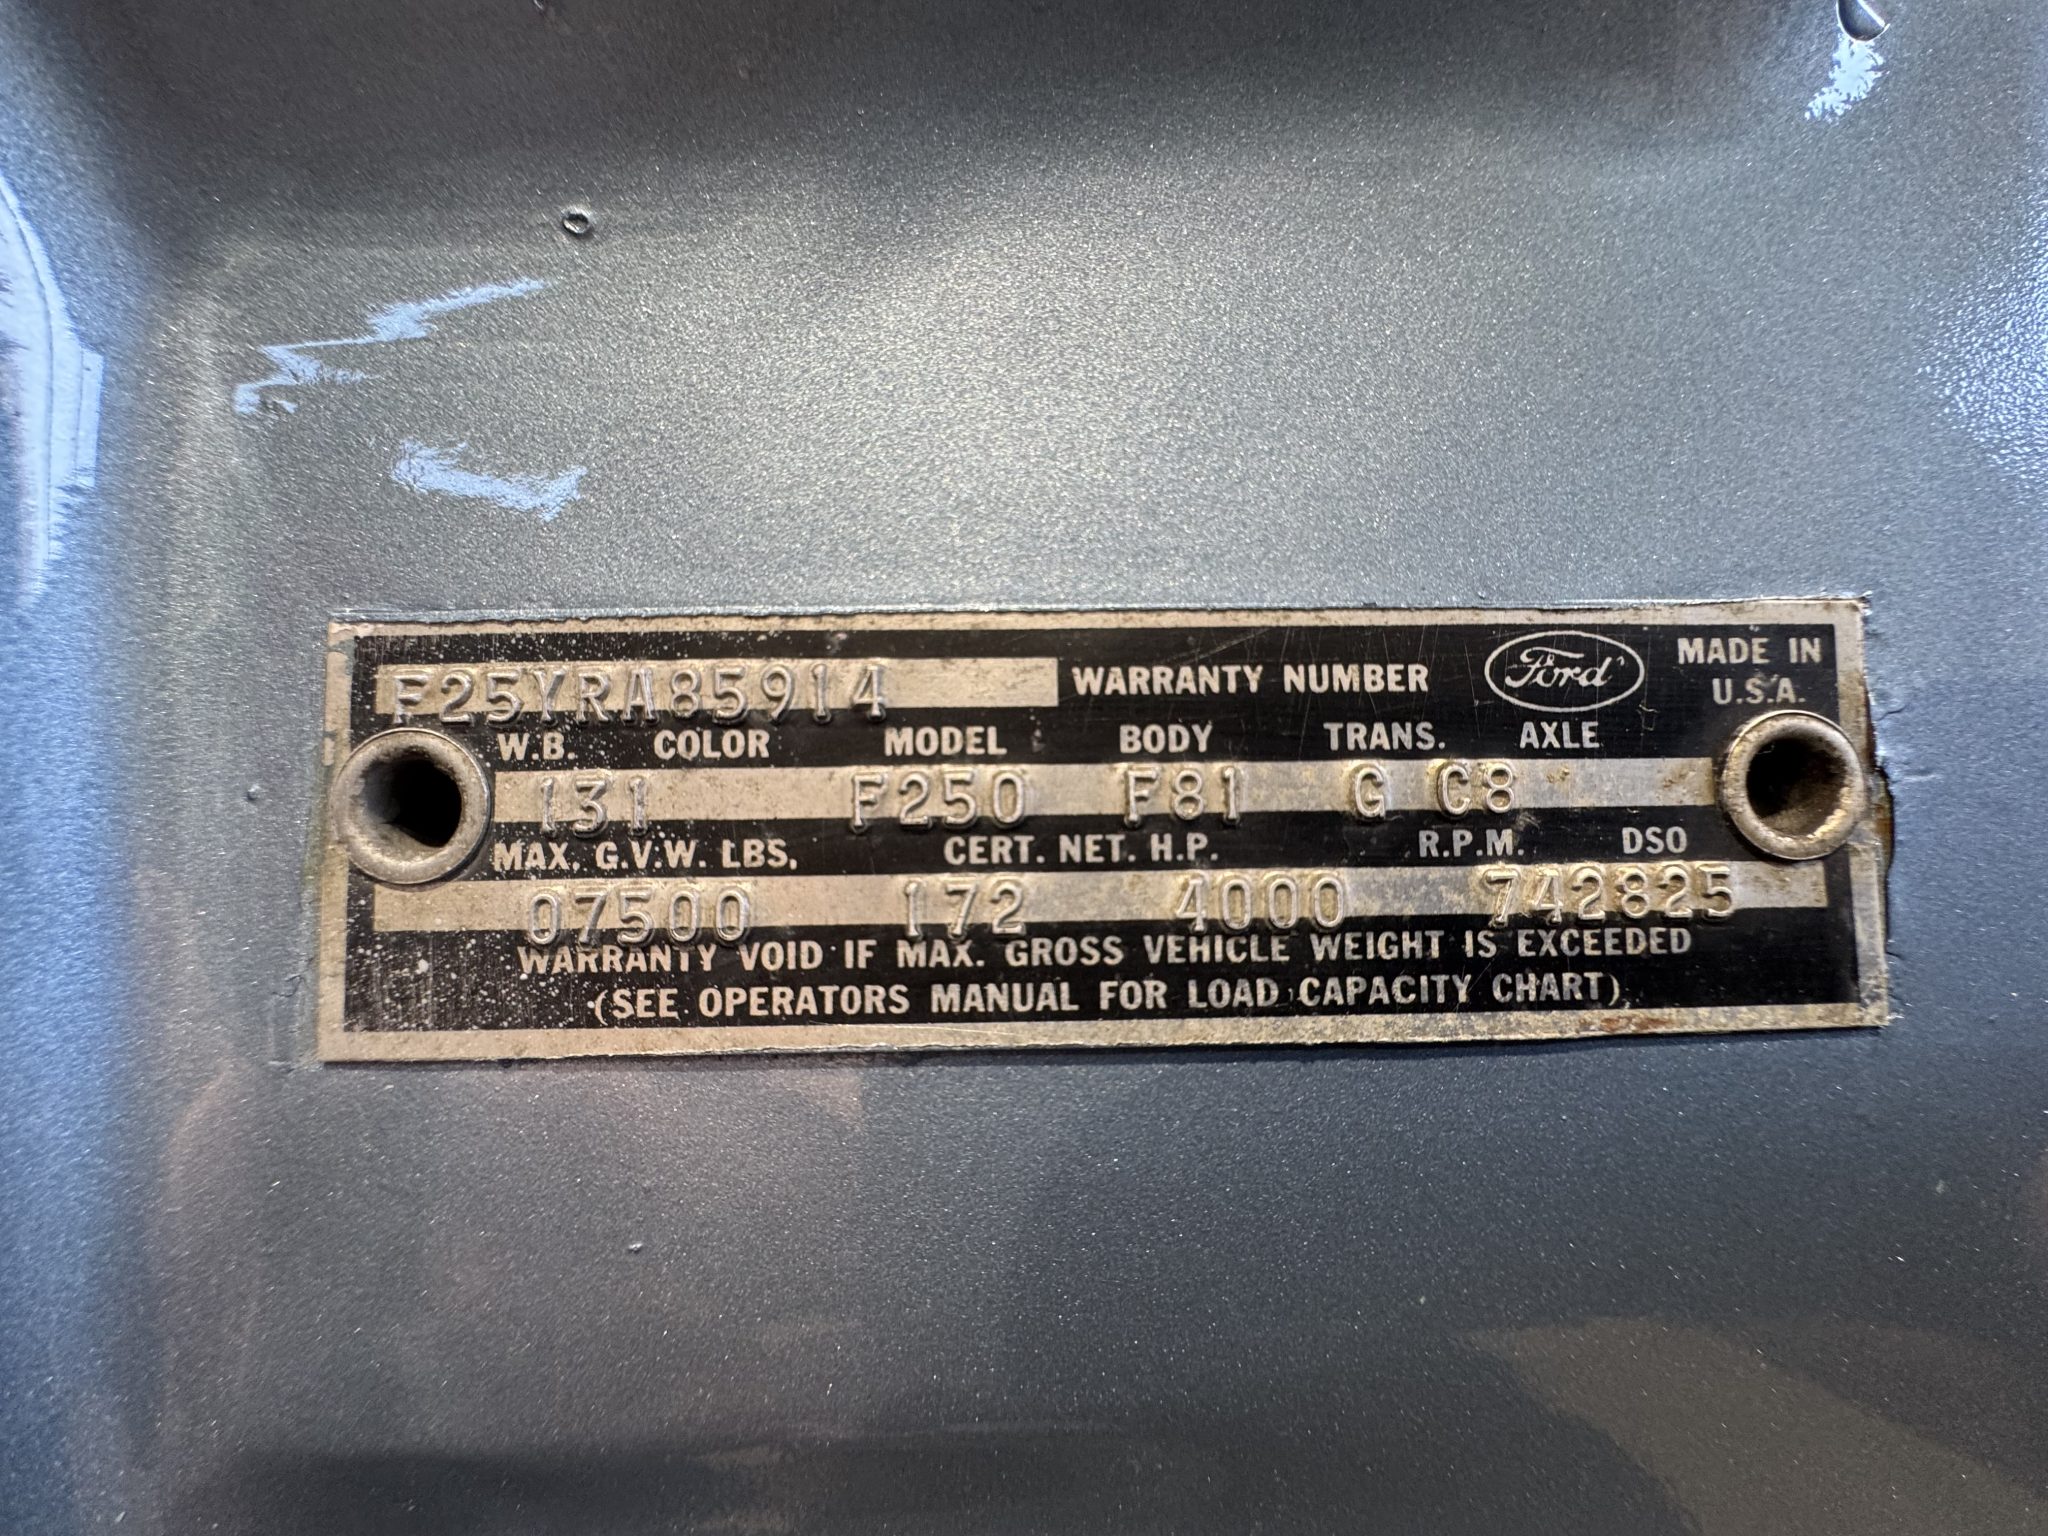 F25YRA85914 WARRANTY NUMBER Ford MADE IN U.S.A.
W.B. COLOR MODEL BODY TRANS. AXLE
131 F250 F81 G C8
MAX. G.V.W. LBS. CERT. NET. H.P. R.P.M. DSO
07500 172 4000 742825
WARRANTY VOID IF MAX. GROSS VEHICLE WEIGHT IS EXCEEDED
(SEE OPERATORS MANUAL FOR LOAD CAPACITY CHART)